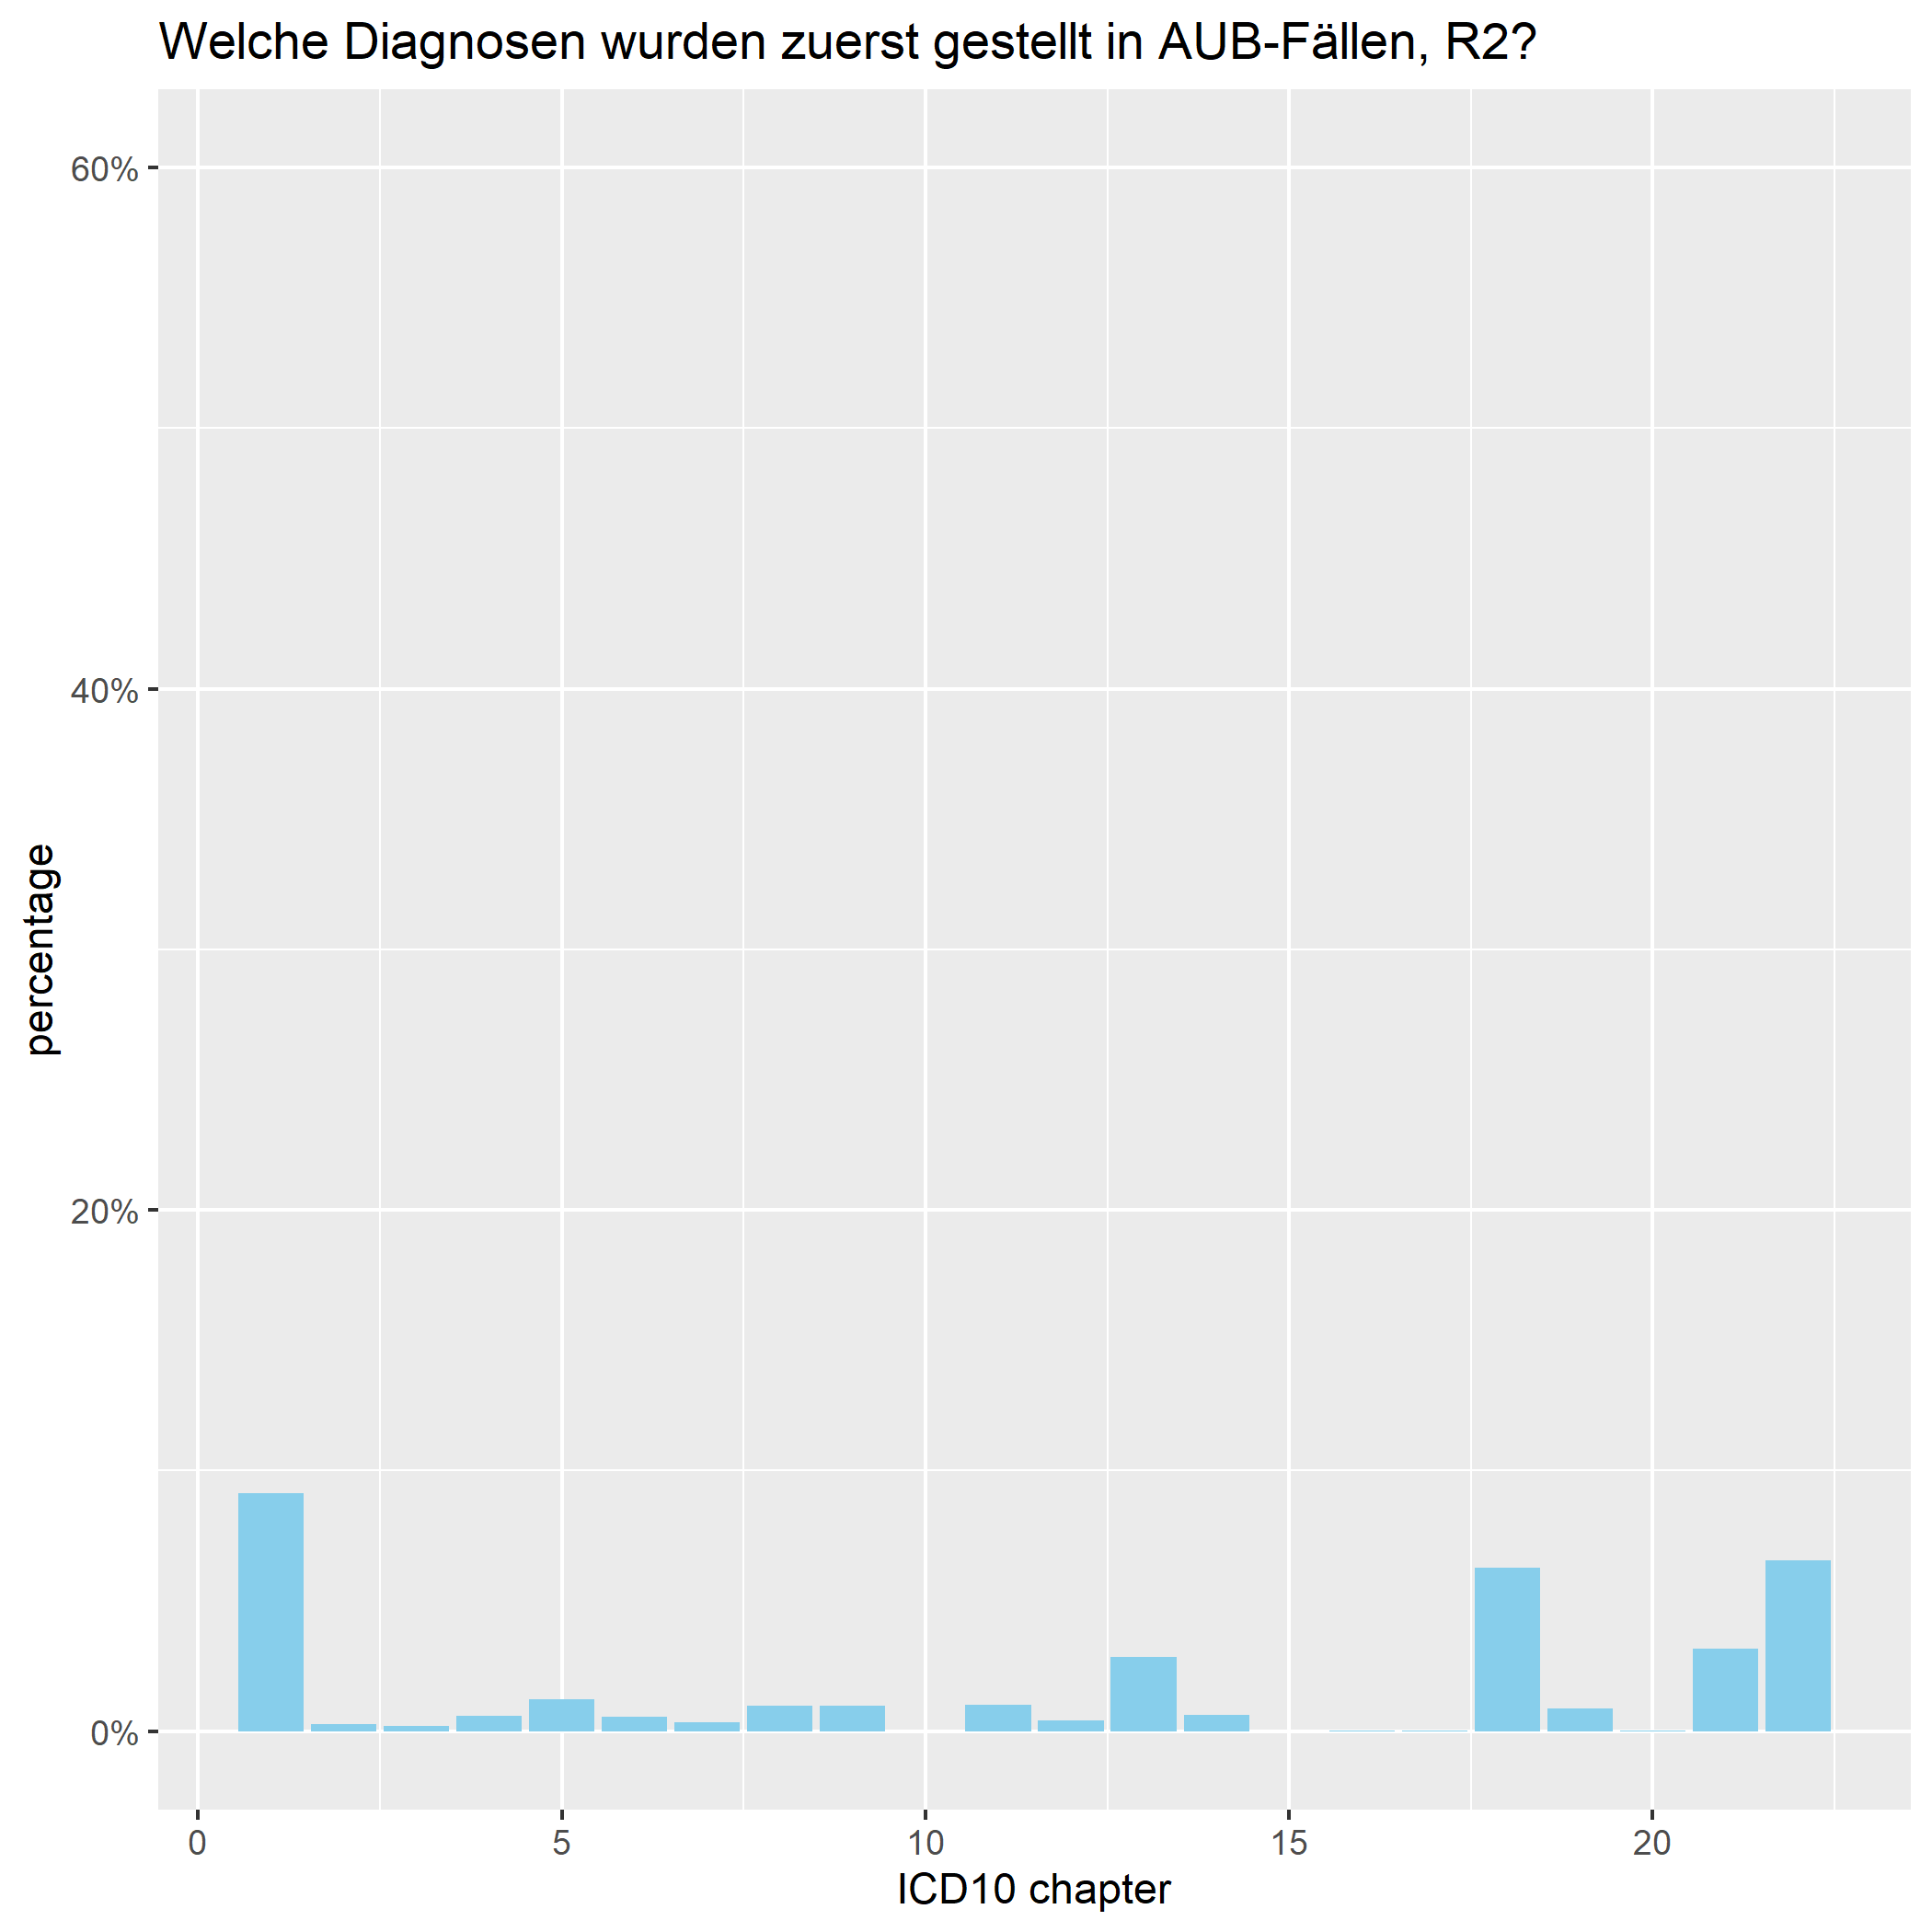 Welche Diagnosen wurden zuerst gestellt in AUB-Fällen, R2?
60%
40%
20%
0%
percentage
0 5 10 15 20
ICD10 chapter